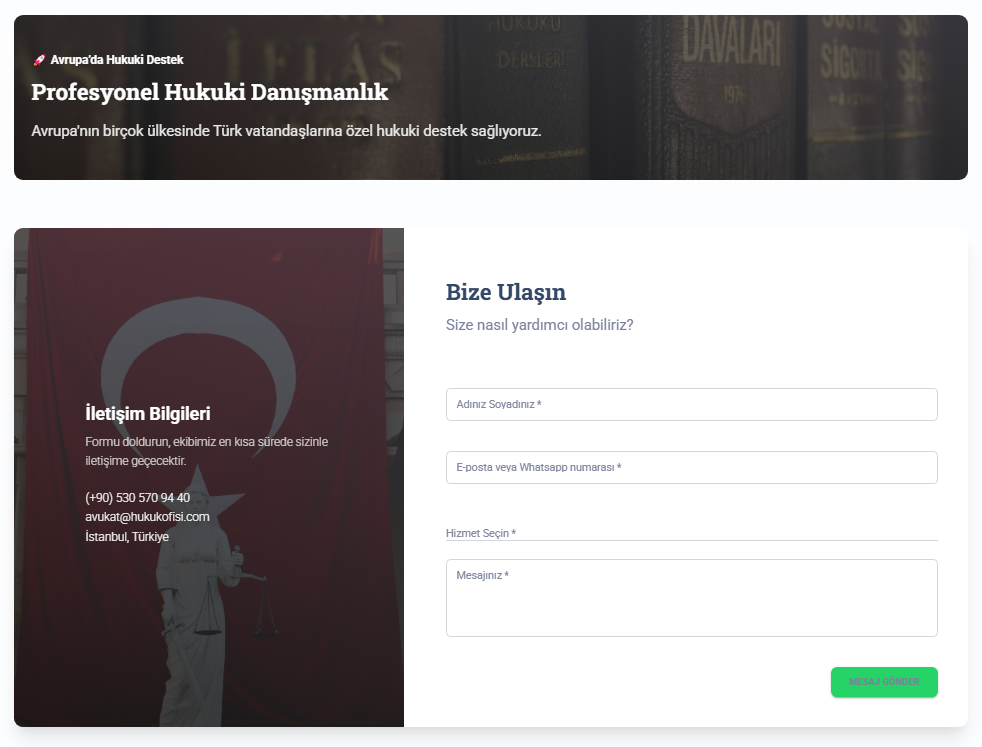 HUKUKU
DERSLERİ
DAVALARI
1976
SOSYAL
SİGORTA
🚀 Avrupa'da Hukuki Destek
Profesyonel Hukuki Danışmanlık
Avrupa'nın birçok ülkesinde Türk vatandaşlarına özel hukuki destek sağlıyoruz.
İletişim Bilgileri
Formu doldurun, ekibimiz en kısa sürede sizinle
iletişime geçecektir.
(+90) 530 570 94 40
avukat@hukukofisi.com
İstanbul, Türkiye
Bize Ulaşın
Size nasıl yardımcı olabiliriz?
Adınız Soyadınız *
E-posta veya Whatsapp numarası *
Hizmet Seçin *
Mesajınız *
MESAJ GÖNDER